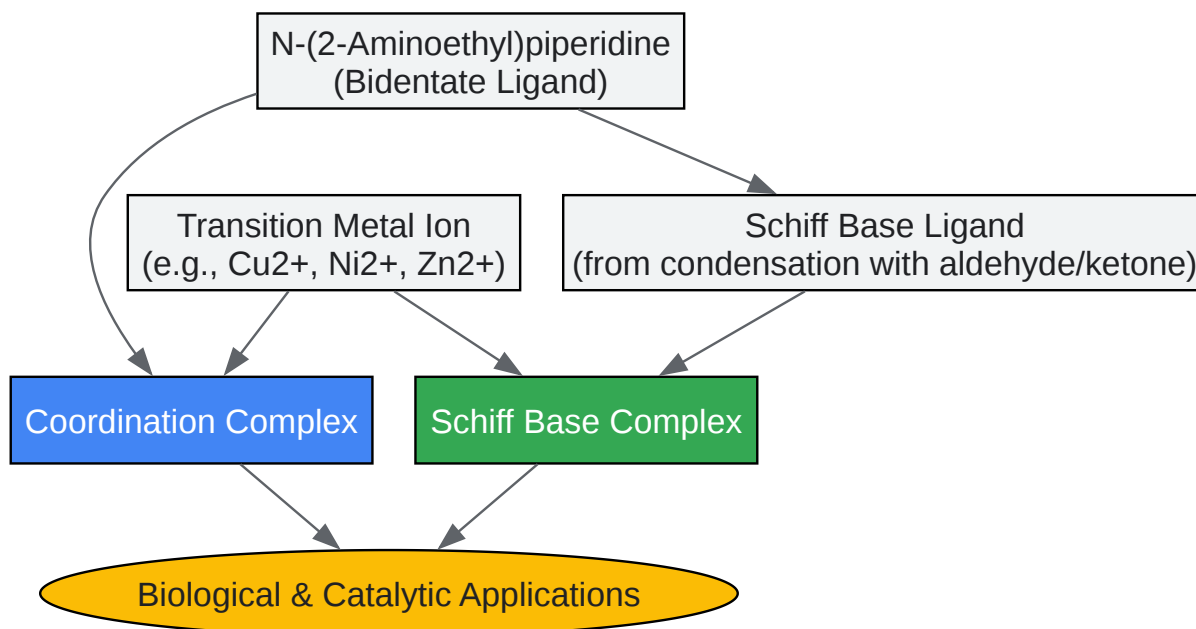 N-(2-Aminoethyl)piperidine
(Bidentate Ligand)
Transition Metal Ion
(e.g., Cu2+, Ni2+, Zn2+)
Schiff Base Ligand
(from condensation with aldehyde/ketone)
Coordination Complex
Schiff Base Complex
Biological & Catalytic Applications